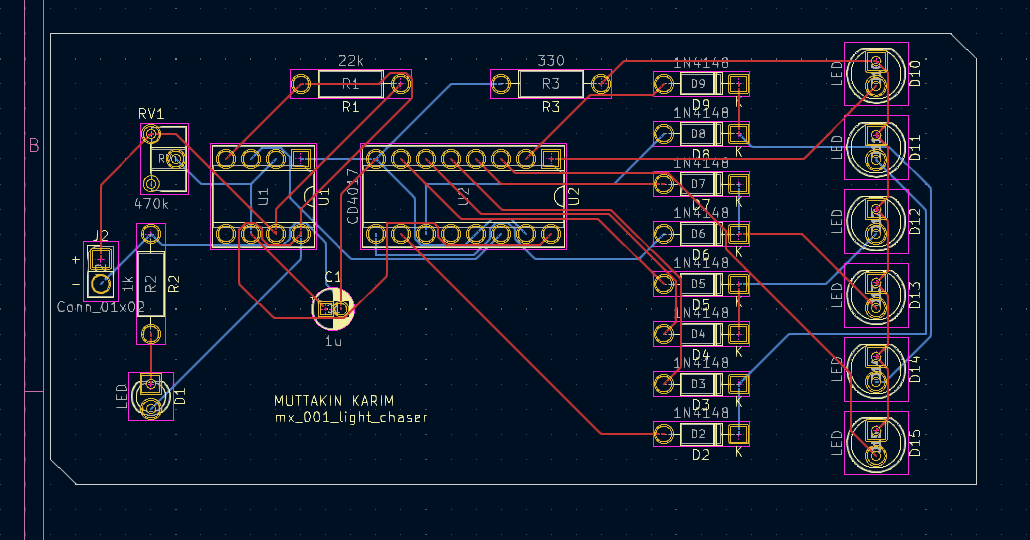 22k
R1
R1
330
R3
R3
1N4148
D9
D9
K
1N4148
D8
D8
K
1N4148
D7
D7
K
1N4148
D6
D6
K
1N4148
D5
D5
K
1N4148
D4
D4
K
1N4148
D3
D3
K
1N4148
D2
D2
K
LED
D10
LED
D11
LED
D12
LED
D13
LED
D14
LED
D15
B
RV1
470k
U1
U1
CD4017
U2
U2
J2
+
-
Conn_01x02
1k
R2
R2
C1
1u
LED
D1
MUTTAKIN KARIM
mx_001_light_chaser